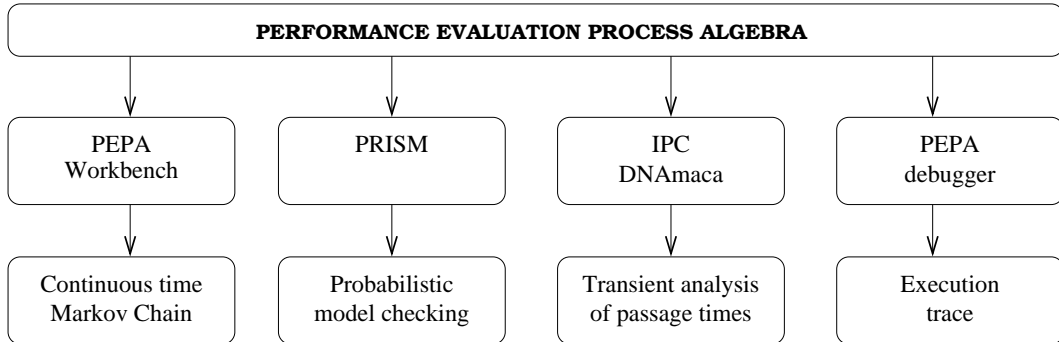 PERFORMANCE EVALUATION PROCESS ALGEBRA
PEPA
Workbench
PRISM
IPC
DNAmaca
PEPA
debugger
Continuous time
Markov Chain
Probabilistic
model checking
Transient analysis
of passage times
Execution
trace